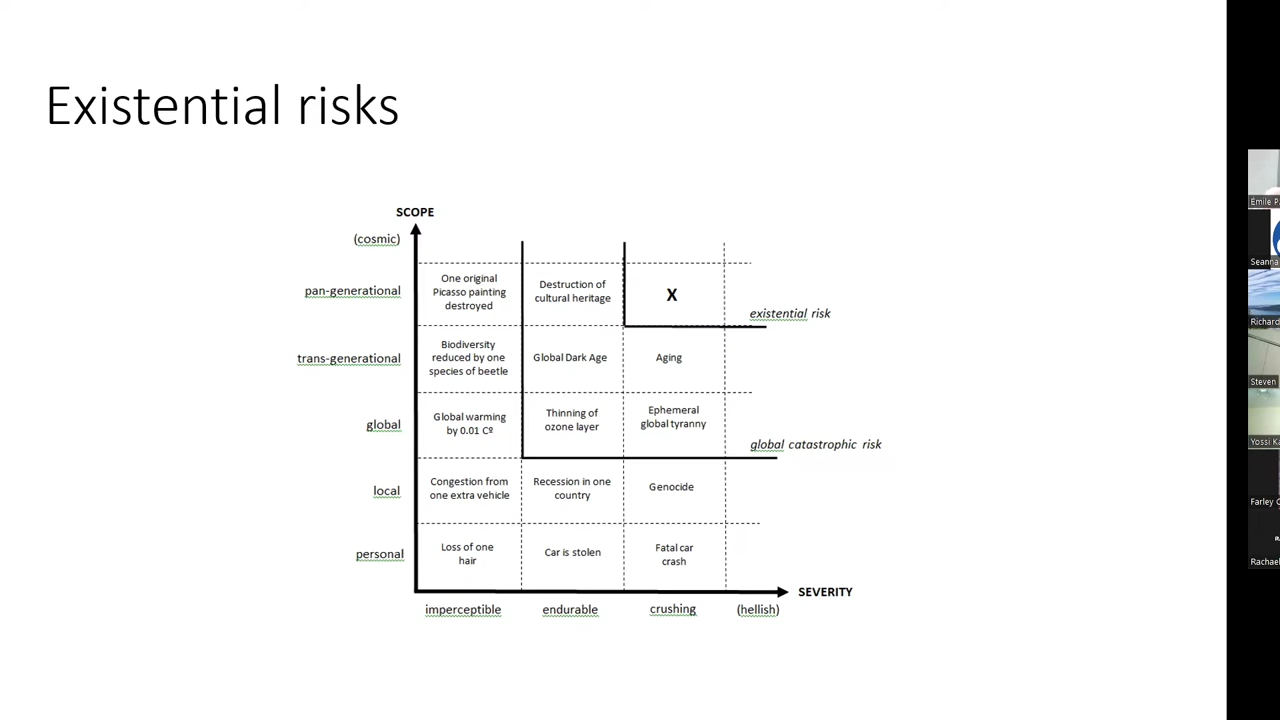 Existential risks
SCOPE
(cosmic)
pan-generational
One original
Picasso painting
destroyed
Destruction of
cultural heritage
X
existential risk
trans-generational
Biodiversity
reduced by one
species of beetle
Global Dark Age
Aging
global
Global warming
by 0.01 Cº
Thinning of
ozone layer
Ephemeral
global tyranny
global catastrophic risk
local
Congestion from
one extra vehicle
Recession in one
country
Genocide
personal
Loss of one
hair
Car is stolen
Fatal car
crash
SEVERITY
imperceptible
endurable
crushing
(hellish)
Émile P
Seanna
Richard
Steven
Yossi Ka
Farley
Rachae